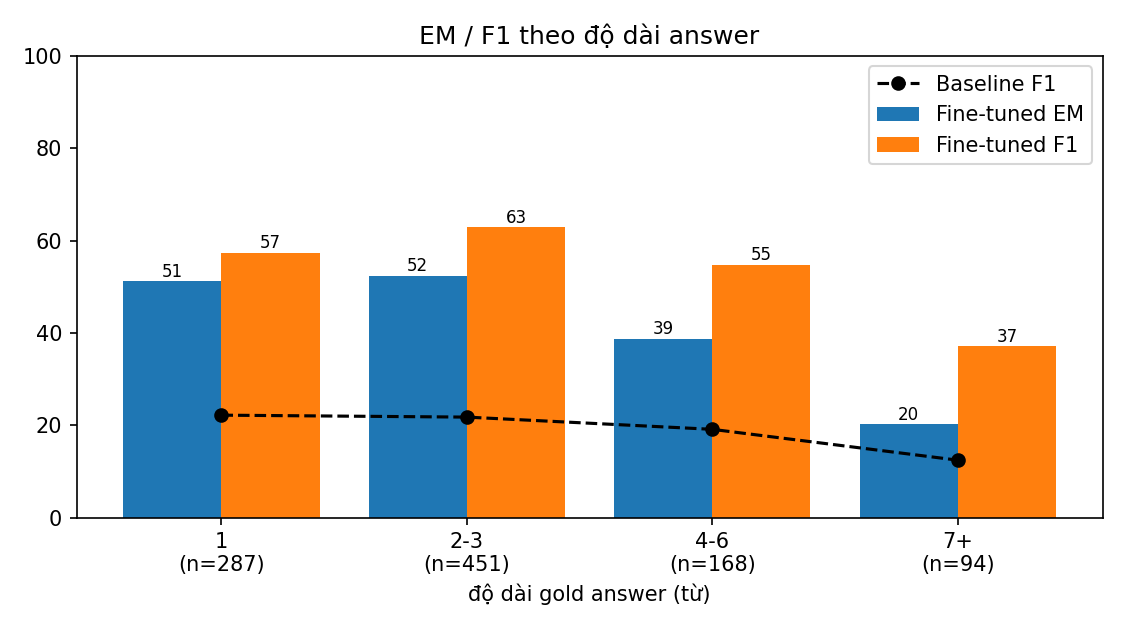 EM / F1 theo độ dài answer
100
80
60
40
20
0
Baseline F1
Fine-tuned EM
Fine-tuned F1
51
57
52
63
39
55
20
37
1
(n=287)
2-3
(n=451)
4-6
(n=168)
7+
(n=94)
độ dài gold answer (từ)